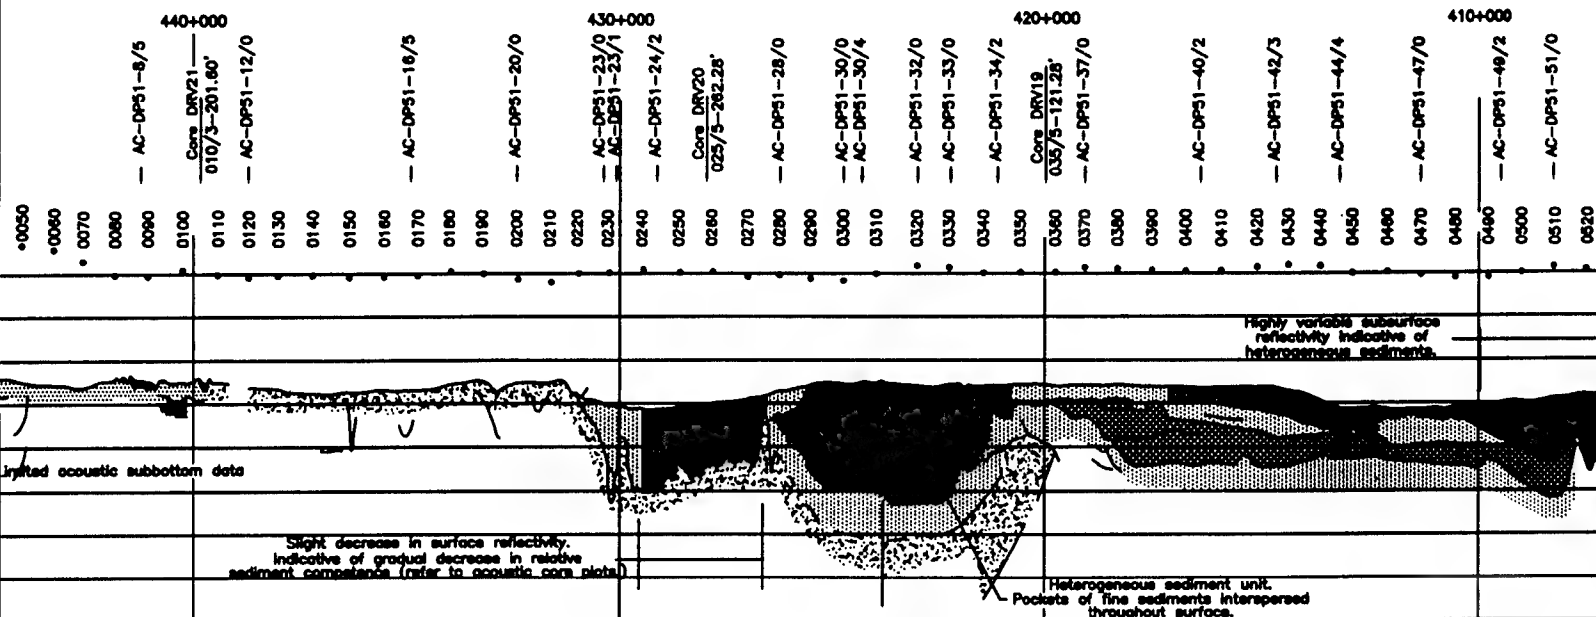 440+000
430+000
420+000
410+000
AC-DP51-8/5
Core DRV21
010/3-201.60'
AC-DP51-12/0
AC-DP51-16/5
AC-DP51-20/0
AC-DP51-23/0
AC-DP51-23/1
AC-DP51-24/2
Core DRV20
025/5-262.28'
AC-DP51-28/0
AC-DP51-30/0
AC-DP51-30/4
AC-DP51-32/0
AC-DP51-33/0
AC-DP51-34/2
Core DRV19
035/5-121.28'
AC-DP51-37/0
AC-DP51-40/2
AC-DP51-42/3
AC-DP51-44/4
AC-DP51-47/0
AC-DP51-49/2
AC-DP51-51/0
0050
0060
0070
0080
0090
0100
0110
0120
0130
0140
0150
0160
0170
0180
0190
0200
0210
0220
0230
0240
0250
0260
0270
0280
0290
0300
0310
0320
0330
0340
0350
0360
0370
0380
0390
0400
0410
0420
0430
0440
0450
0460
0470
0480
0490
0500
0510
0520
Highly variable subsurface
reflectivity indicative of
heterogeneous sediments.
Limited acoustic subbottom data
Slight decrease in surface reflectivity.
Indicative of gradual decrease in relative
sediment competence (refer to acoustic core plots)
Heterogeneous sediment unit.
Pockets of fine sediments interspersed
throughout surface.